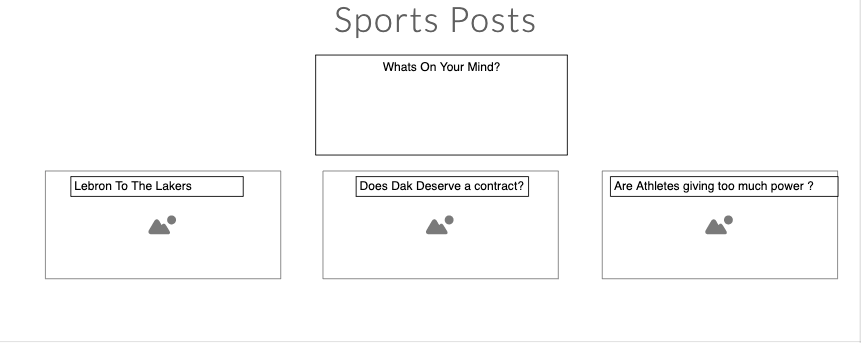 Sports Posts
Whats On Your Mind?
Lebron To The Lakers
Does Dak Deserve a contract?
Are Athletes giving too much power ?